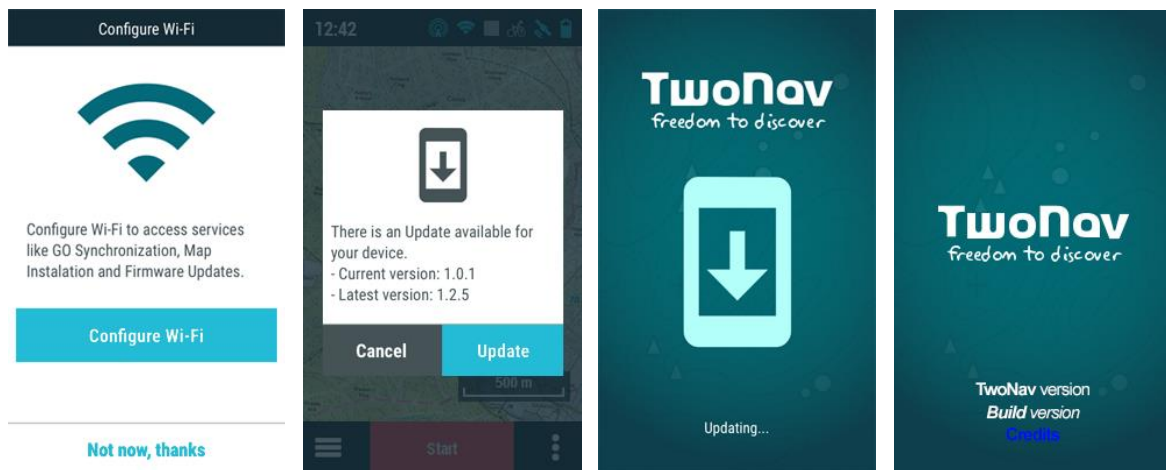 Configure Wi-Fi
Configure Wi-Fi to access services
like GO Synchronization, Map
Instalation and Firmware Updates.
Configure Wi-Fi
Not now, thanks
12:42
There is an Update available for
your device.
- Current version: 1.0.1
- Latest version: 1.2.5
Cancel
Update
500 m
Start
TwoNav
freedom to discover
Updating...
TwoNav
freedom to discover
TwoNav version
Build version
Credits